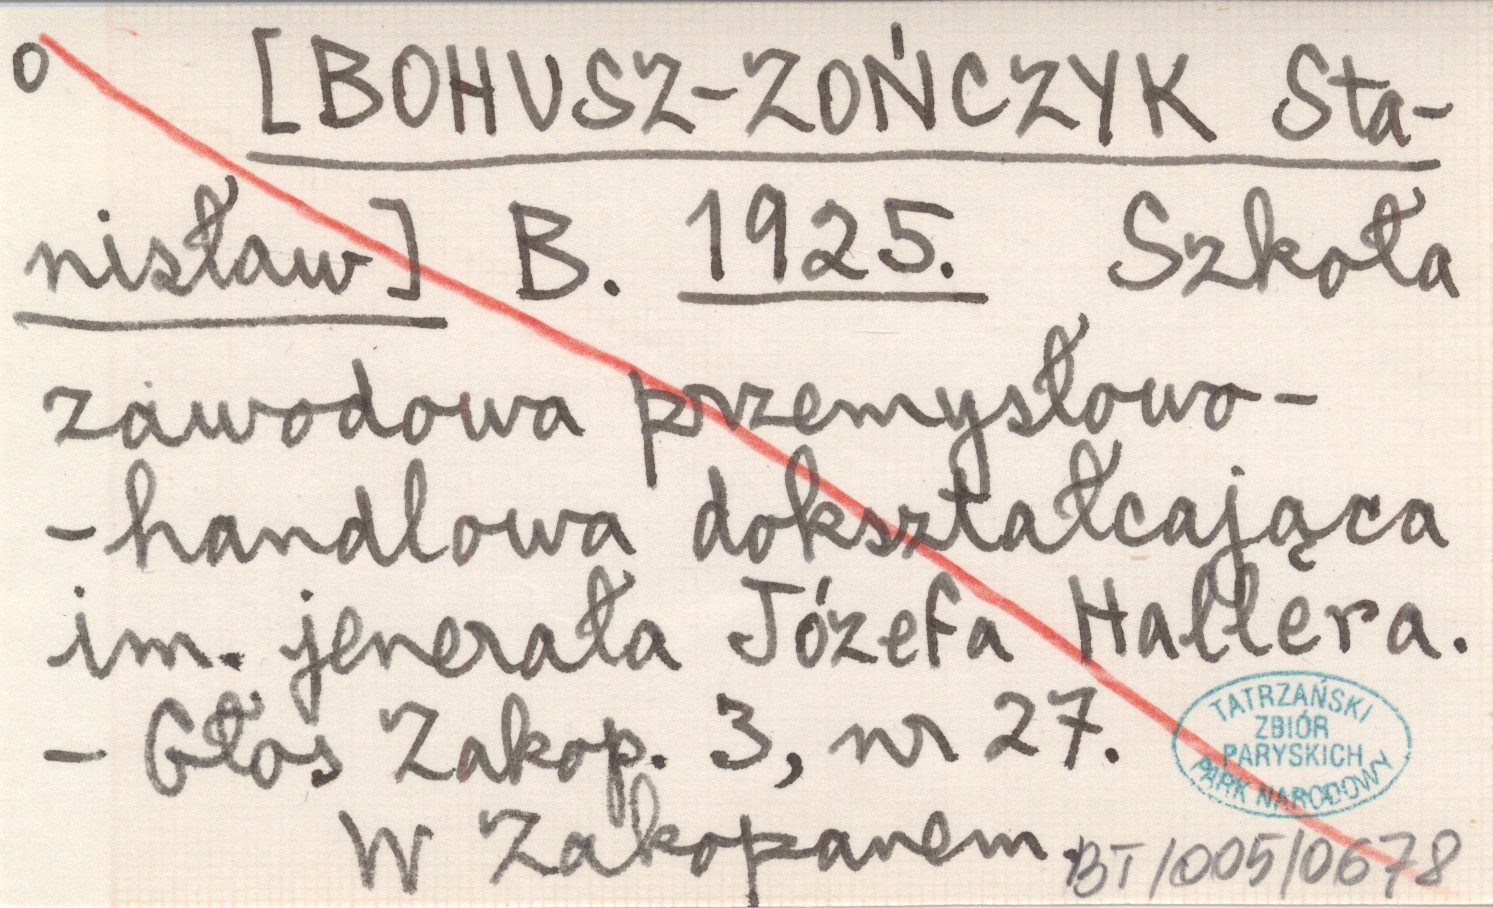 o [BOHUSZ-ZOŃCZYK Sta-
nisław] B. 1925. Szkoła
zawodowa przemysłowo-
-handlowa dokształcająca
im. jenerała Józefa Hallera.
- Głos Zakop. 3, nr 27.
W Zakopanem.
TATRZAŃSKI
ZBIÓR
PARYSKICH
PARK NARODOWY
BT/005/0678